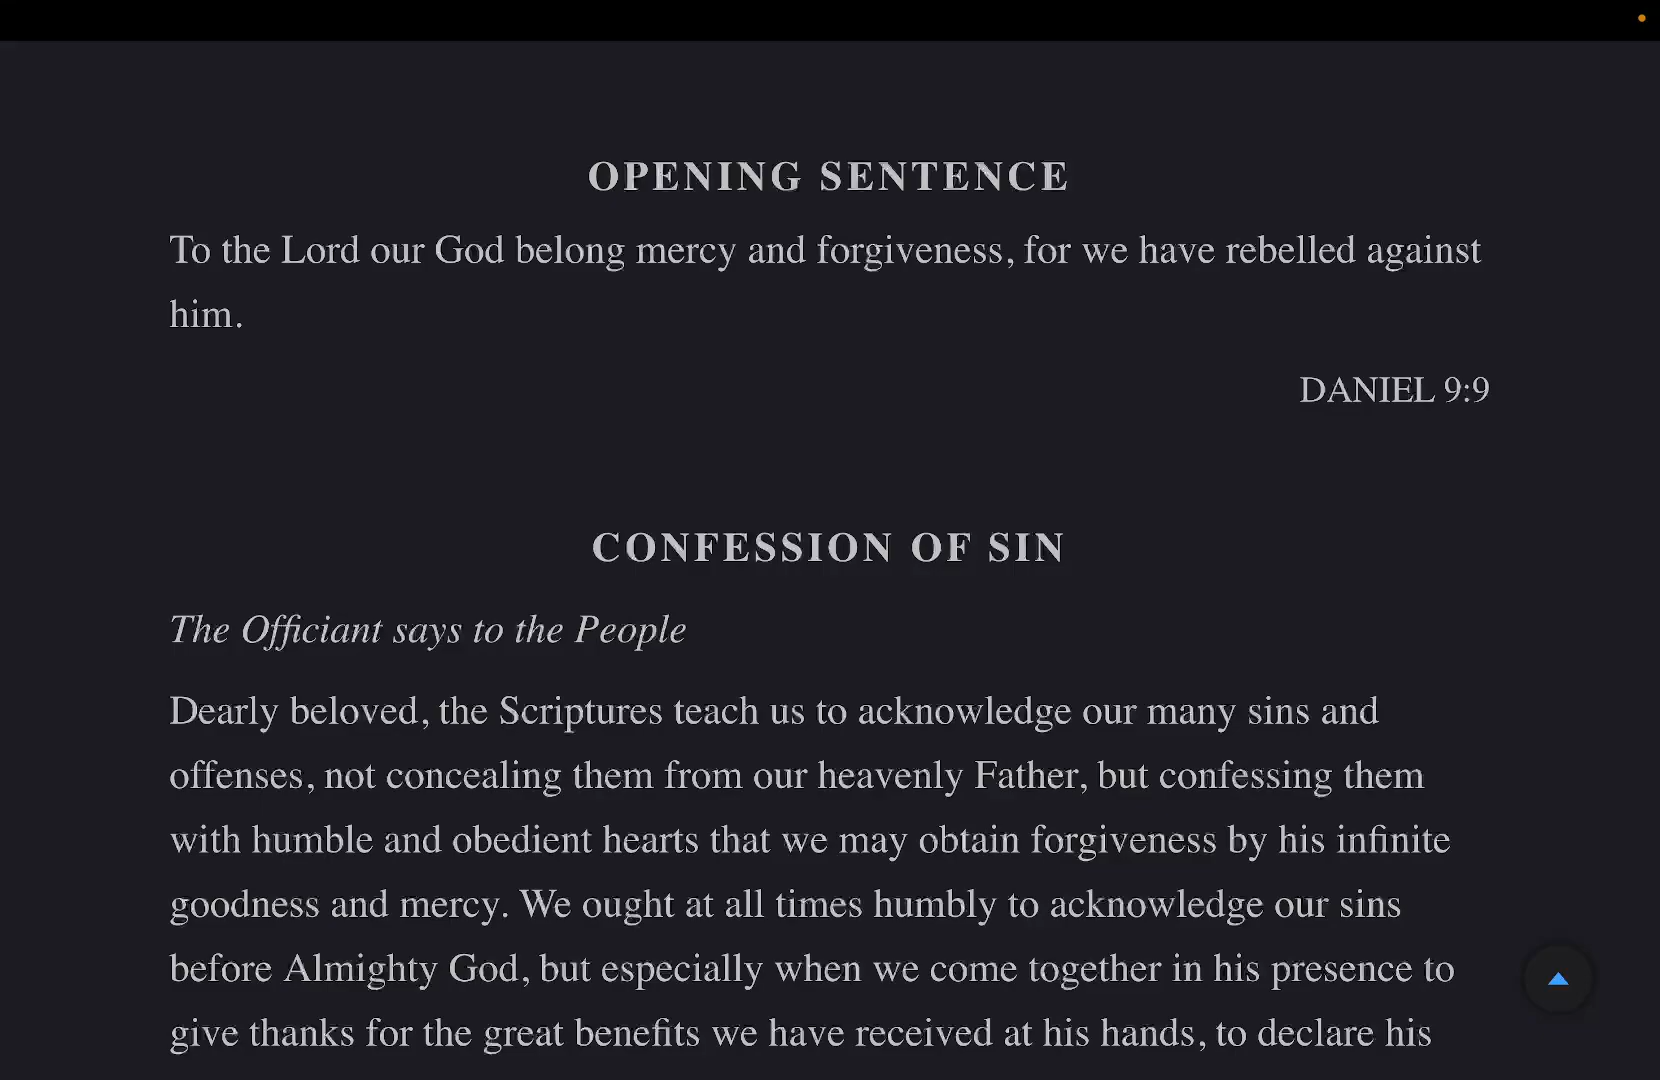 OPENING SENTENCE
To the Lord our God belong mercy and forgiveness, for we have rebelled against
him.
DANIEL 9:9
CONFESSION OF SIN
The Officiant says to the People
Dearly beloved, the Scriptures teach us to acknowledge our many sins and
offenses, not concealing them from our heavenly Father, but confessing them
with humble and obedient hearts that we may obtain forgiveness by his infinite
goodness and mercy. We ought at all times humbly to acknowledge our sins
before Almighty God, but especially when we come together in his presence to
give thanks for the great benefits we have received at his hands, to declare his